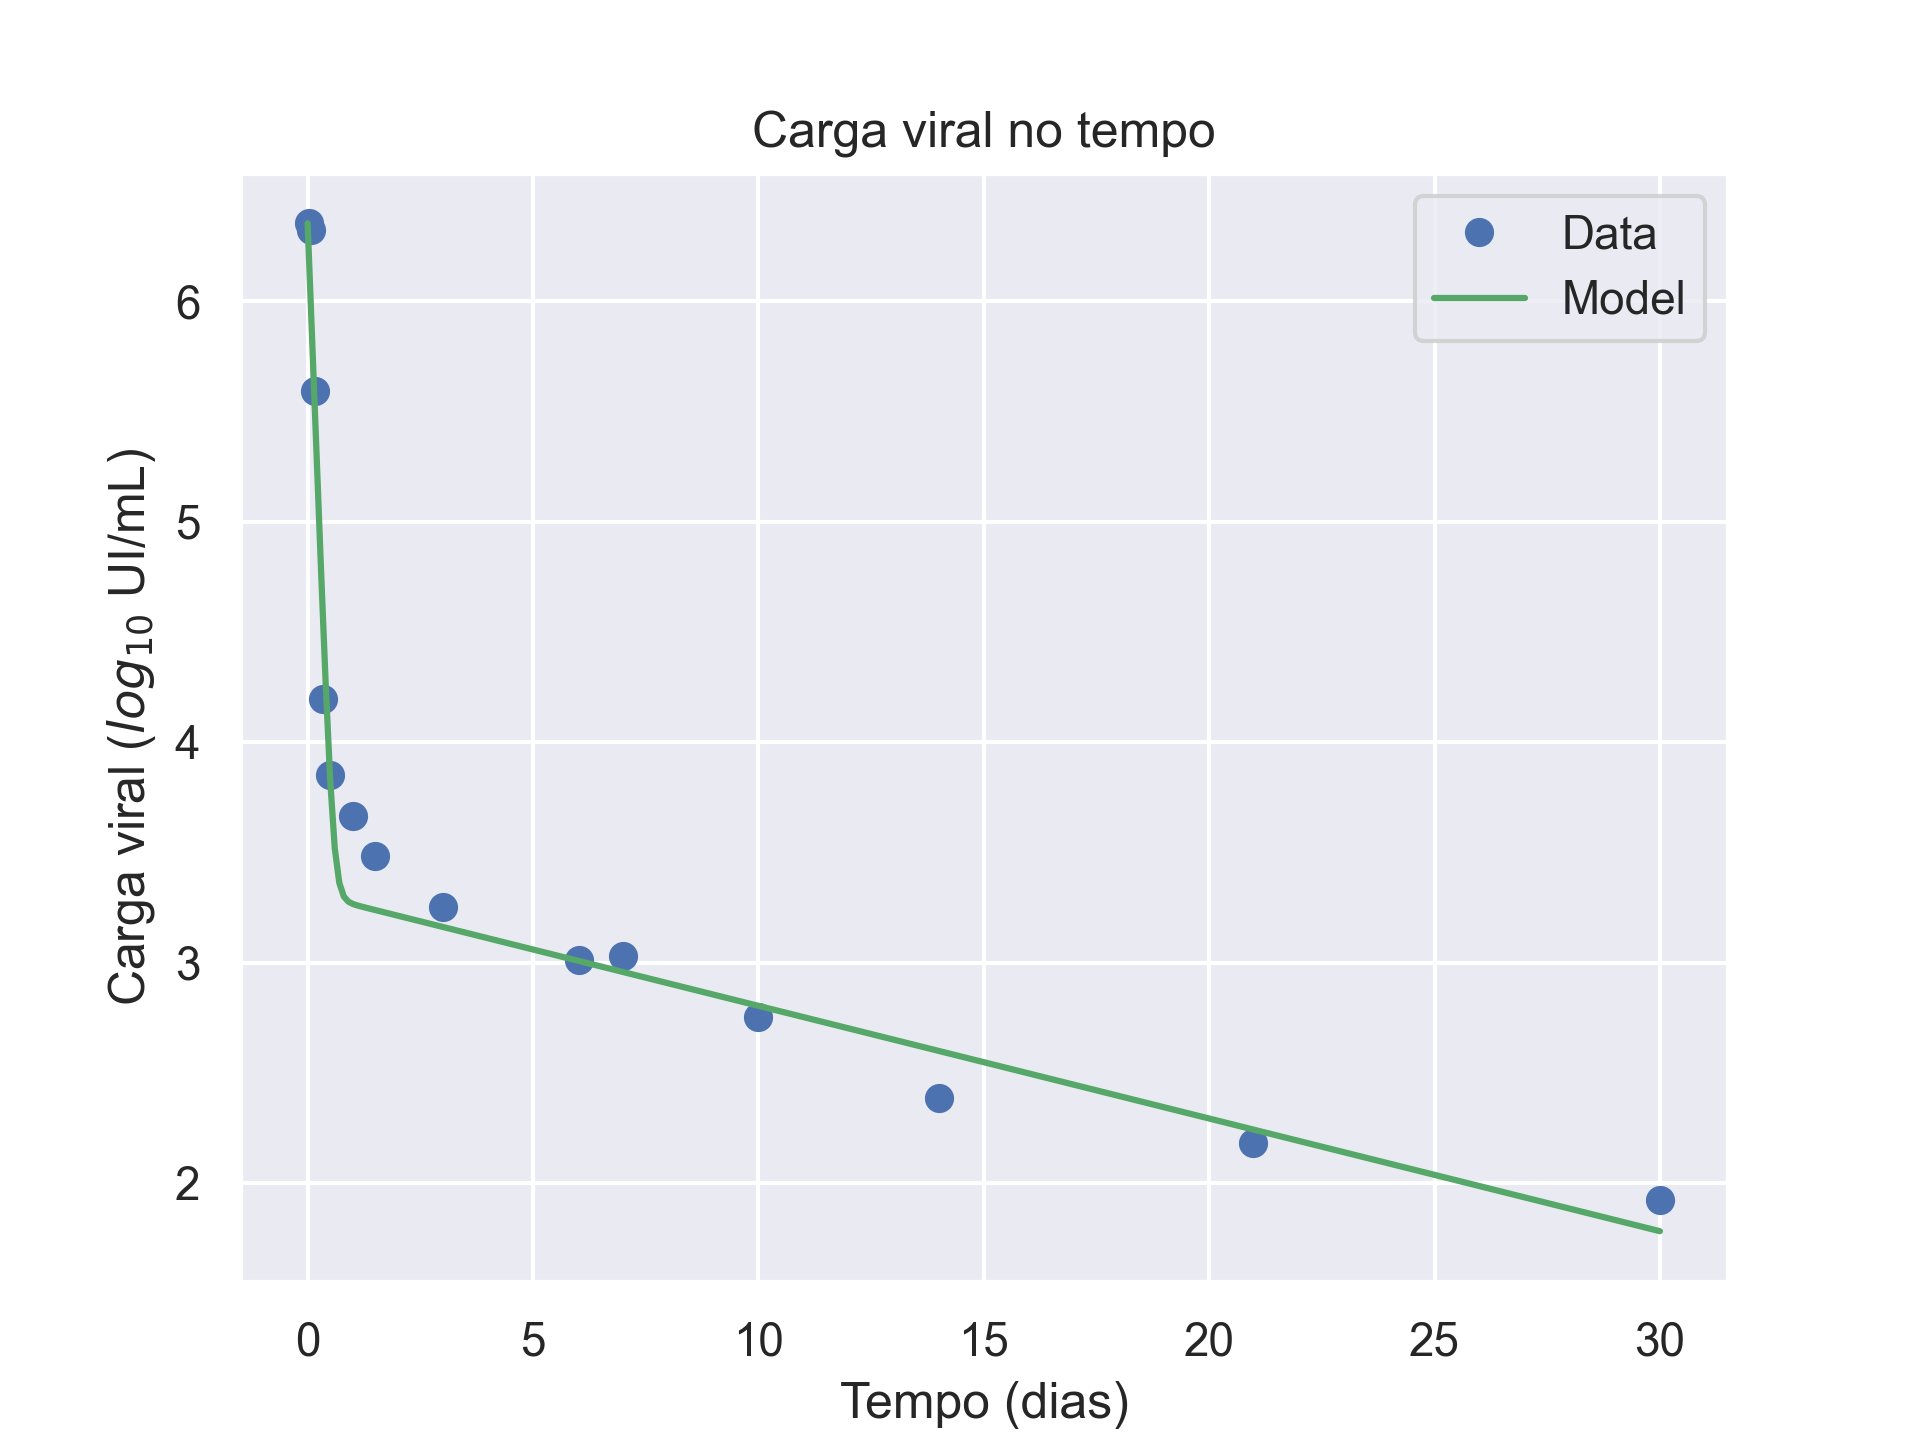 Carga viral no tempo
Data
Model
Carga viral (log₁₀ UI/mL)
6
5
4
3
2
0 5 10 15 20 25 30
Tempo (dias)